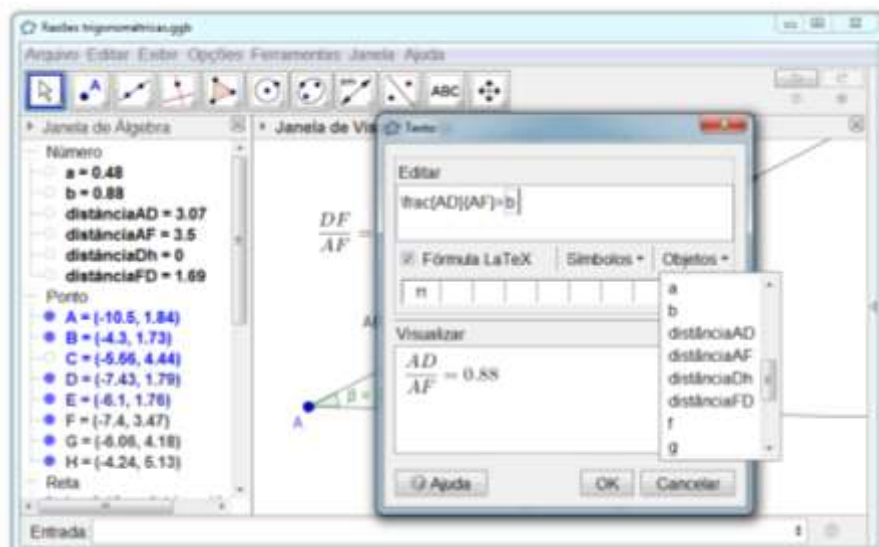 Razões trigonométricas.ggb
Arquivo Editar Exibir Opções Ferramentas Janela Ajuda
A
ABC
Janela de Álgebra
Janela de Vis
Número
a = 0.48
b = 0.88
distânciaAD = 3.07
distânciaAF = 3.5
distânciaDh = 0
distânciaFD = 1.69
Ponto
A = (-10.5, 1.84)
B = (-4.3, 1.73)
C = (-5.66, 4.44)
D = (-7.43, 1.79)
E = (-6.1, 1.76)
F = (-7.4, 3.47)
G = (-6.06, 4.18)
H = (-4.24, 5.13)
Reta
DF
AF =
A
β =
Texto
Editar
\frac{AD}{AF}=b
Fórmula LaTeX Símbolos Objetos
π
a
b
distânciaAD
distânciaAF
distânciaDh
distânciaFD
f
g
Visualizar
AD
AF = 0.88
Ajuda OK Cancelar
Entrada: